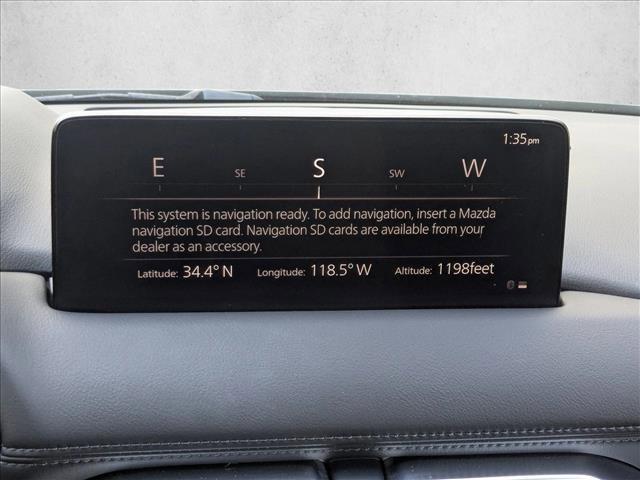 1:35pm
E SE S SW W
This system is navigation ready. To add navigation, insert a Mazda
navigation SD card. Navigation SD cards are available from your
dealer as an accessory.
Latitude: 34.4° N Longitude: 118.5° W Altitude: 1198feet